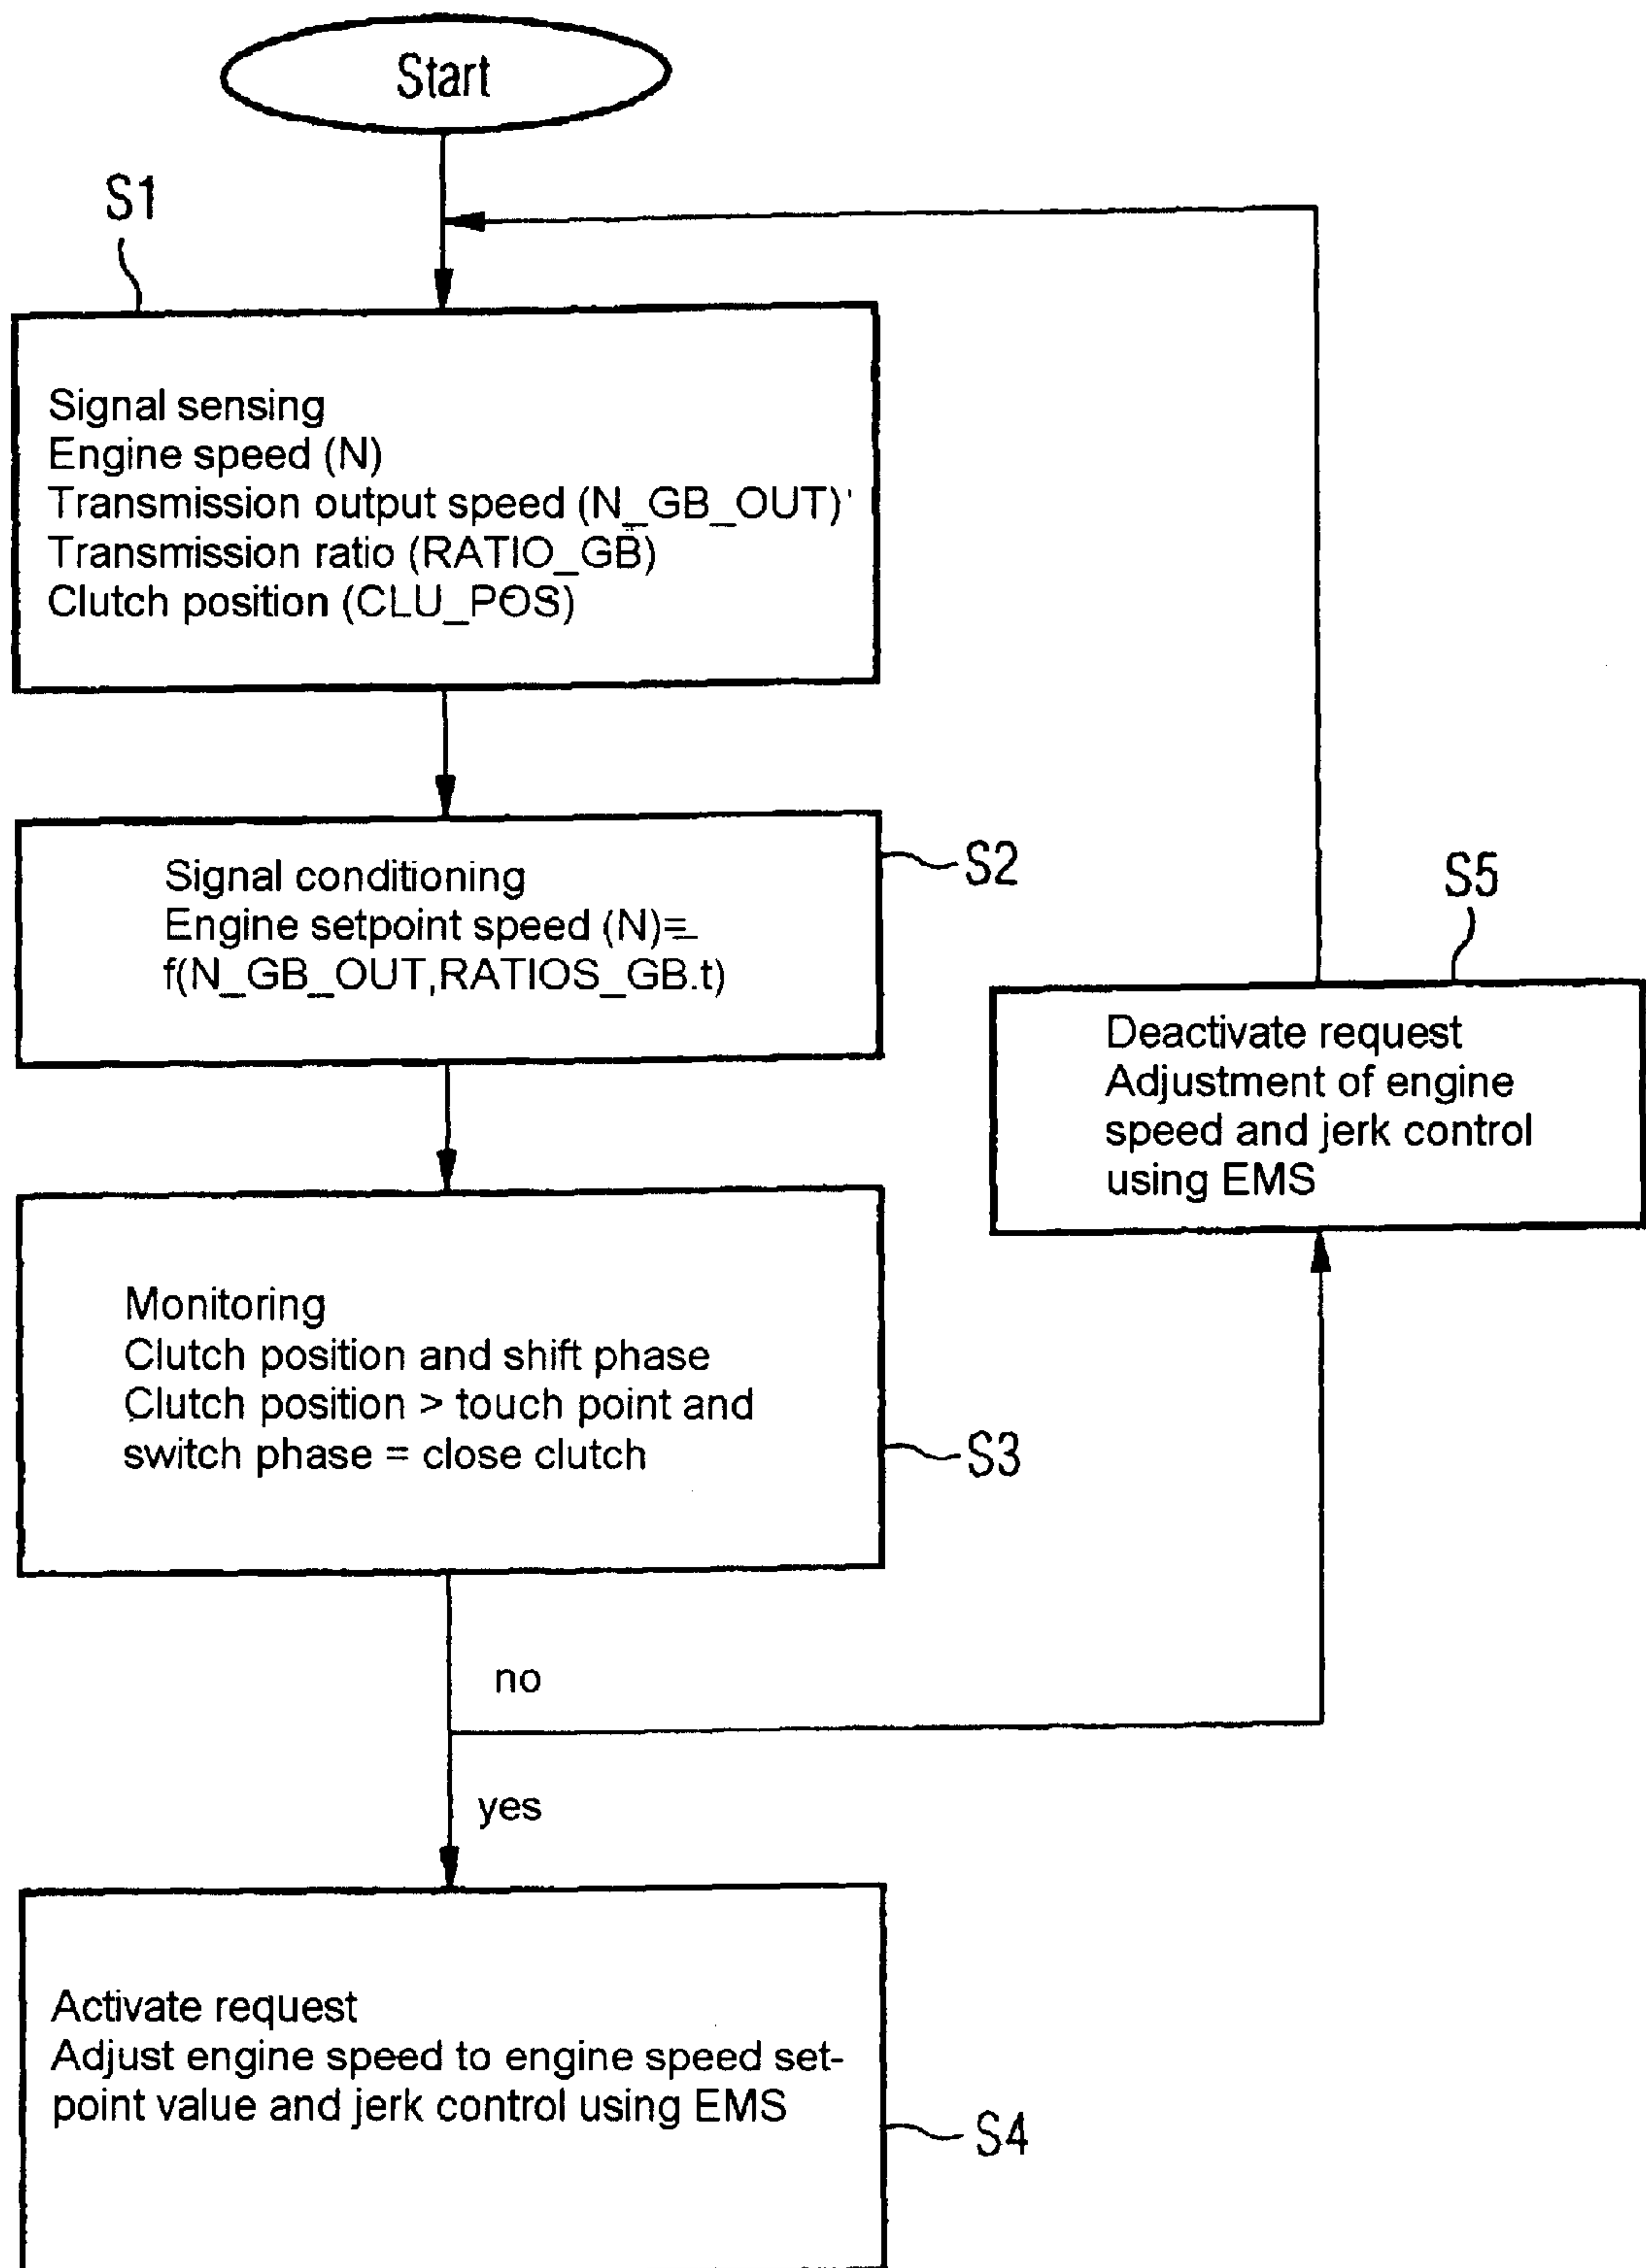 Start
S1
Signal sensing
Engine speed (N)
Transmission output speed (N_GB_OUT)'
Transmission ratio (RATIO_GB)
Clutch position (CLU_POS)
S2
Signal conditioning
Engine setpoint speed (N)=
f(N_GB_OUT,RATIOS_GB.t)
S5
Deactivate request
Adjustment of engine
speed and jerk control
using EMS
Monitoring
Clutch position and shift phase
Clutch position > touch point and
switch phase = close clutch
S3
no
yes
Activate request
Adjust engine speed to engine speed set-
point value and jerk control using EMS
S4